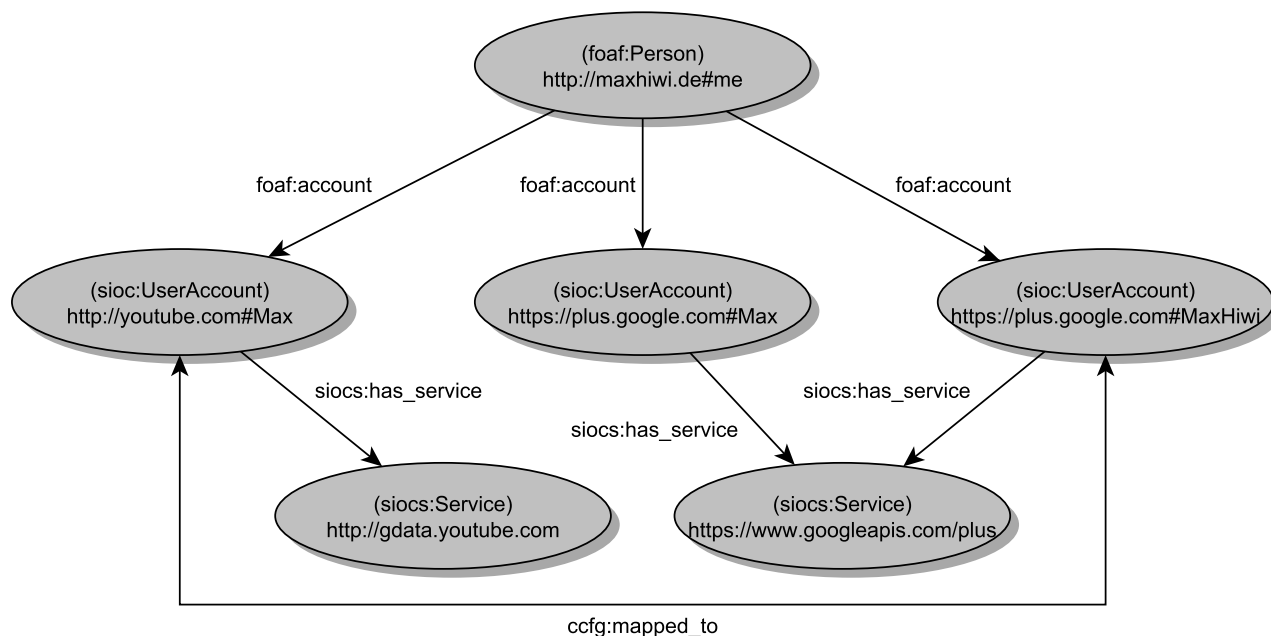 (foaf:Person)
http://maxhiwi.de#me
foaf:account
foaf:account
foaf:account
(sioc:UserAccount)
http://youtube.com#Max
(sioc:UserAccount)
https://plus.google.com#Max
(sioc:UserAccount)
https://plus.google.com#MaxHiwi
siocs:has_service
siocs:has_service
siocs:has_service
(siocs:Service)
http://gdata.youtube.com
(siocs:Service)
https://www.googleapis.com/plus
ccfg:mapped_to